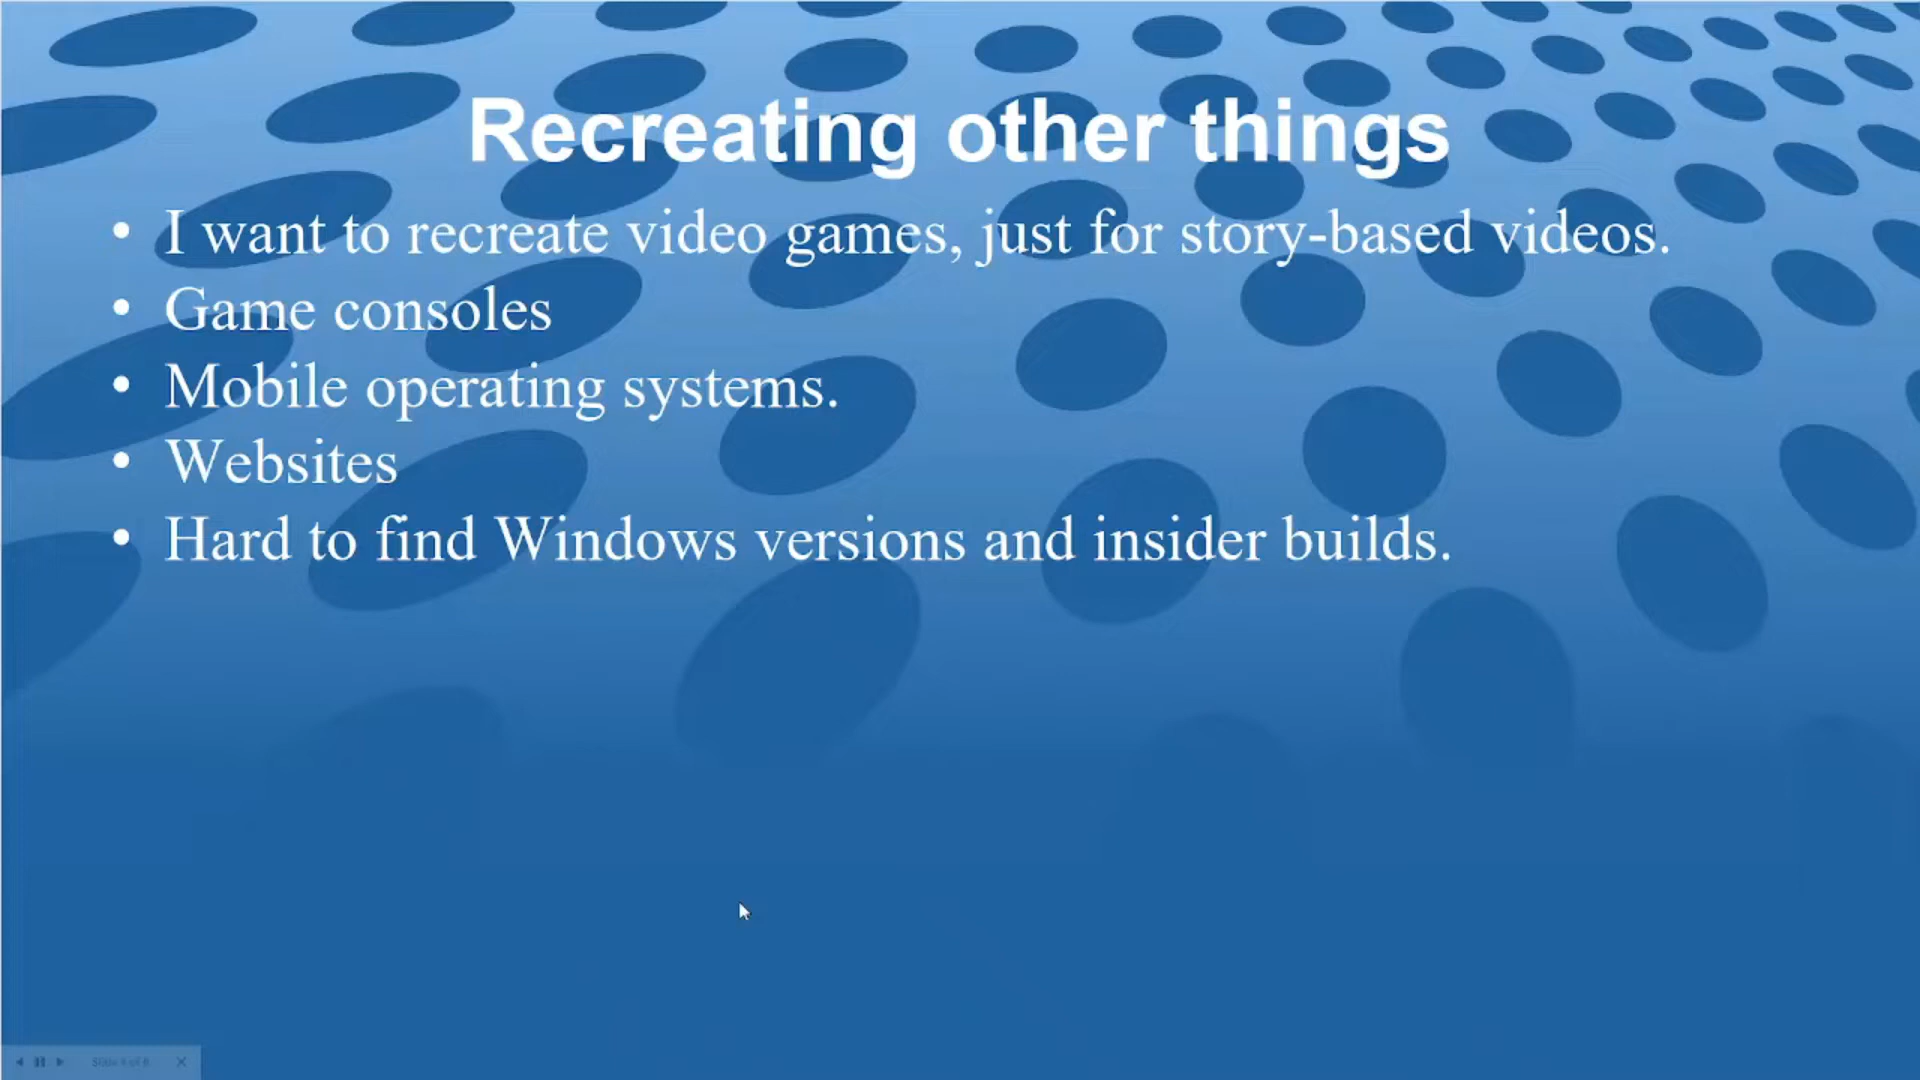 Recreating other things
• I want to recreate video games, just for story-based videos.
• Game consoles
• Mobile operating systems.
• Websites
• Hard to find Windows versions and insider builds.